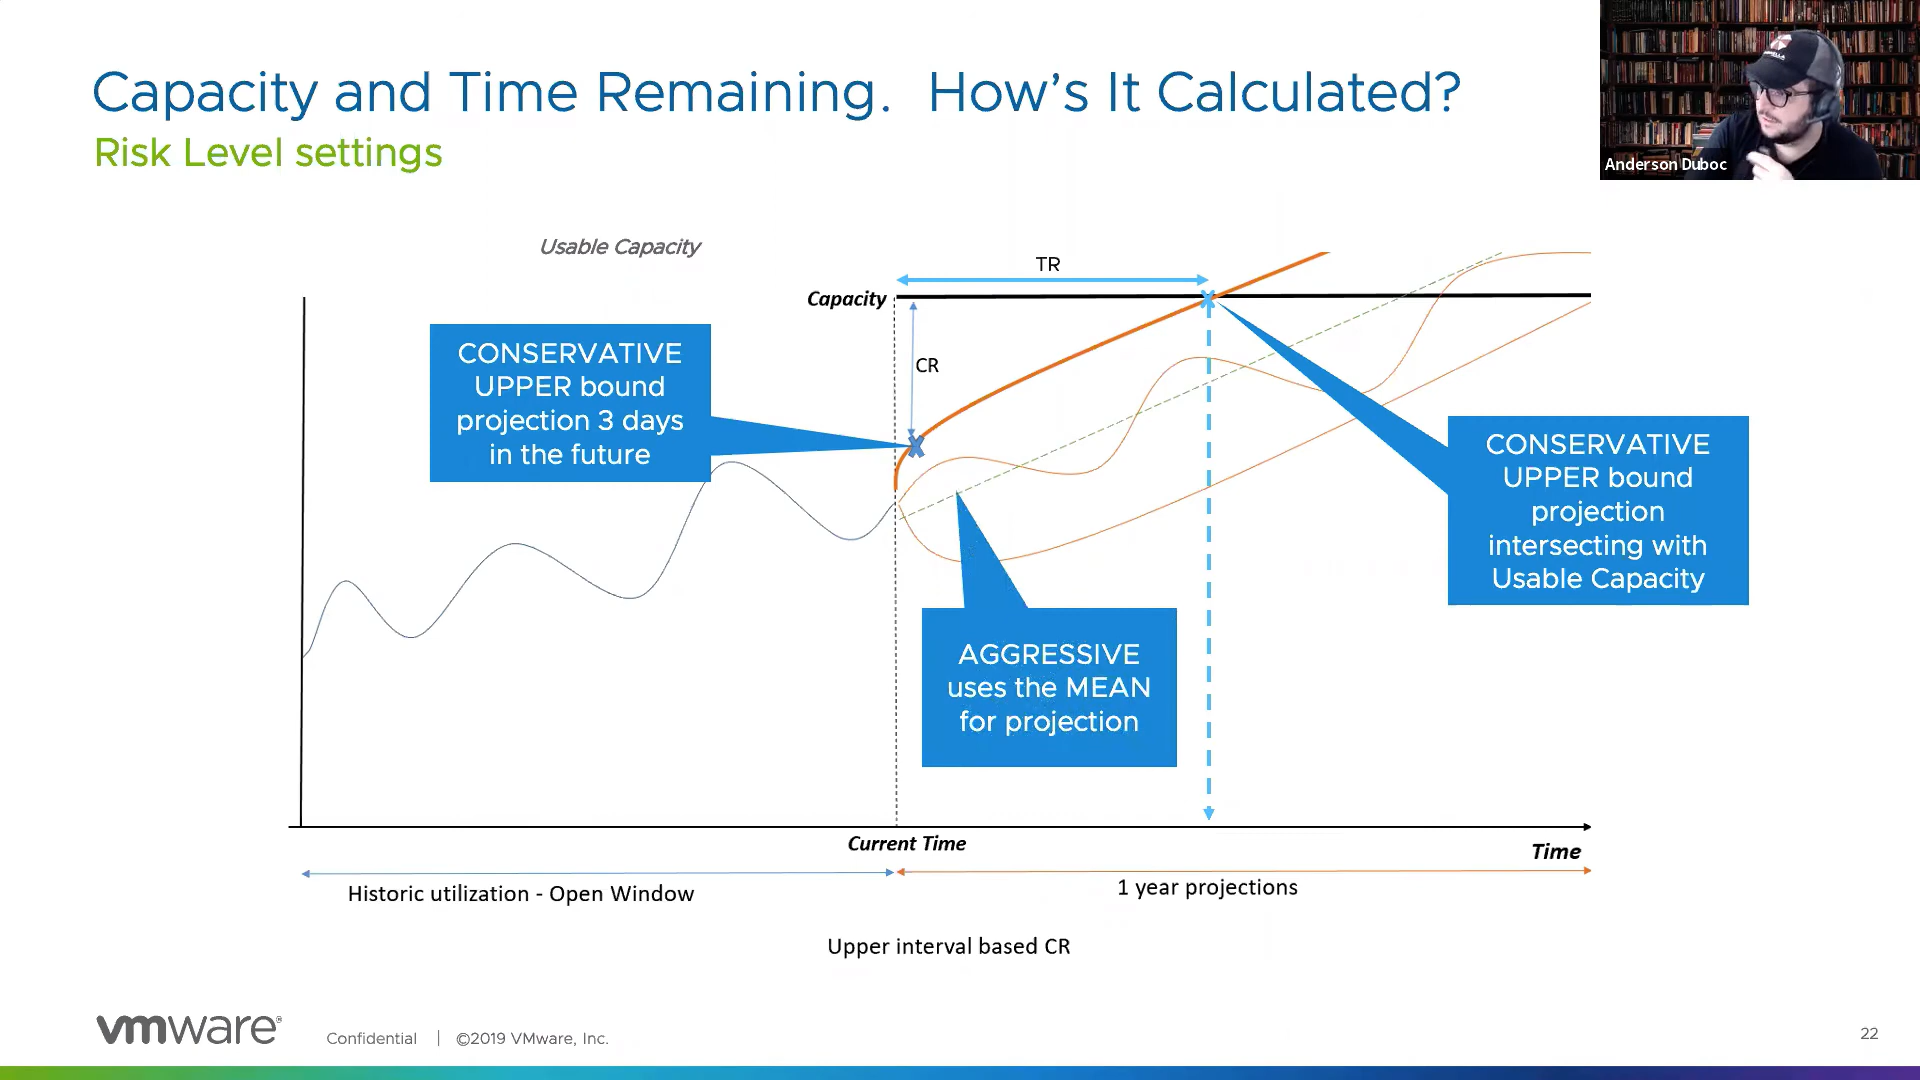 Capacity and Time Remaining.  How's It Calculated?
Risk Level settings
Anderson Duboc
Usable Capacity
TR
Capacity
CR
CONSERVATIVE
UPPER bound
projection 3 days
in the future
CONSERVATIVE
UPPER bound
projection
intersecting with
Usable Capacity
AGGRESSIVE
uses the MEAN
for projection
Current Time
Time
Historic utilization - Open Window
1 year projections
Upper interval based CR
vmware®
Confidential | ©2019 VMware, Inc.
22